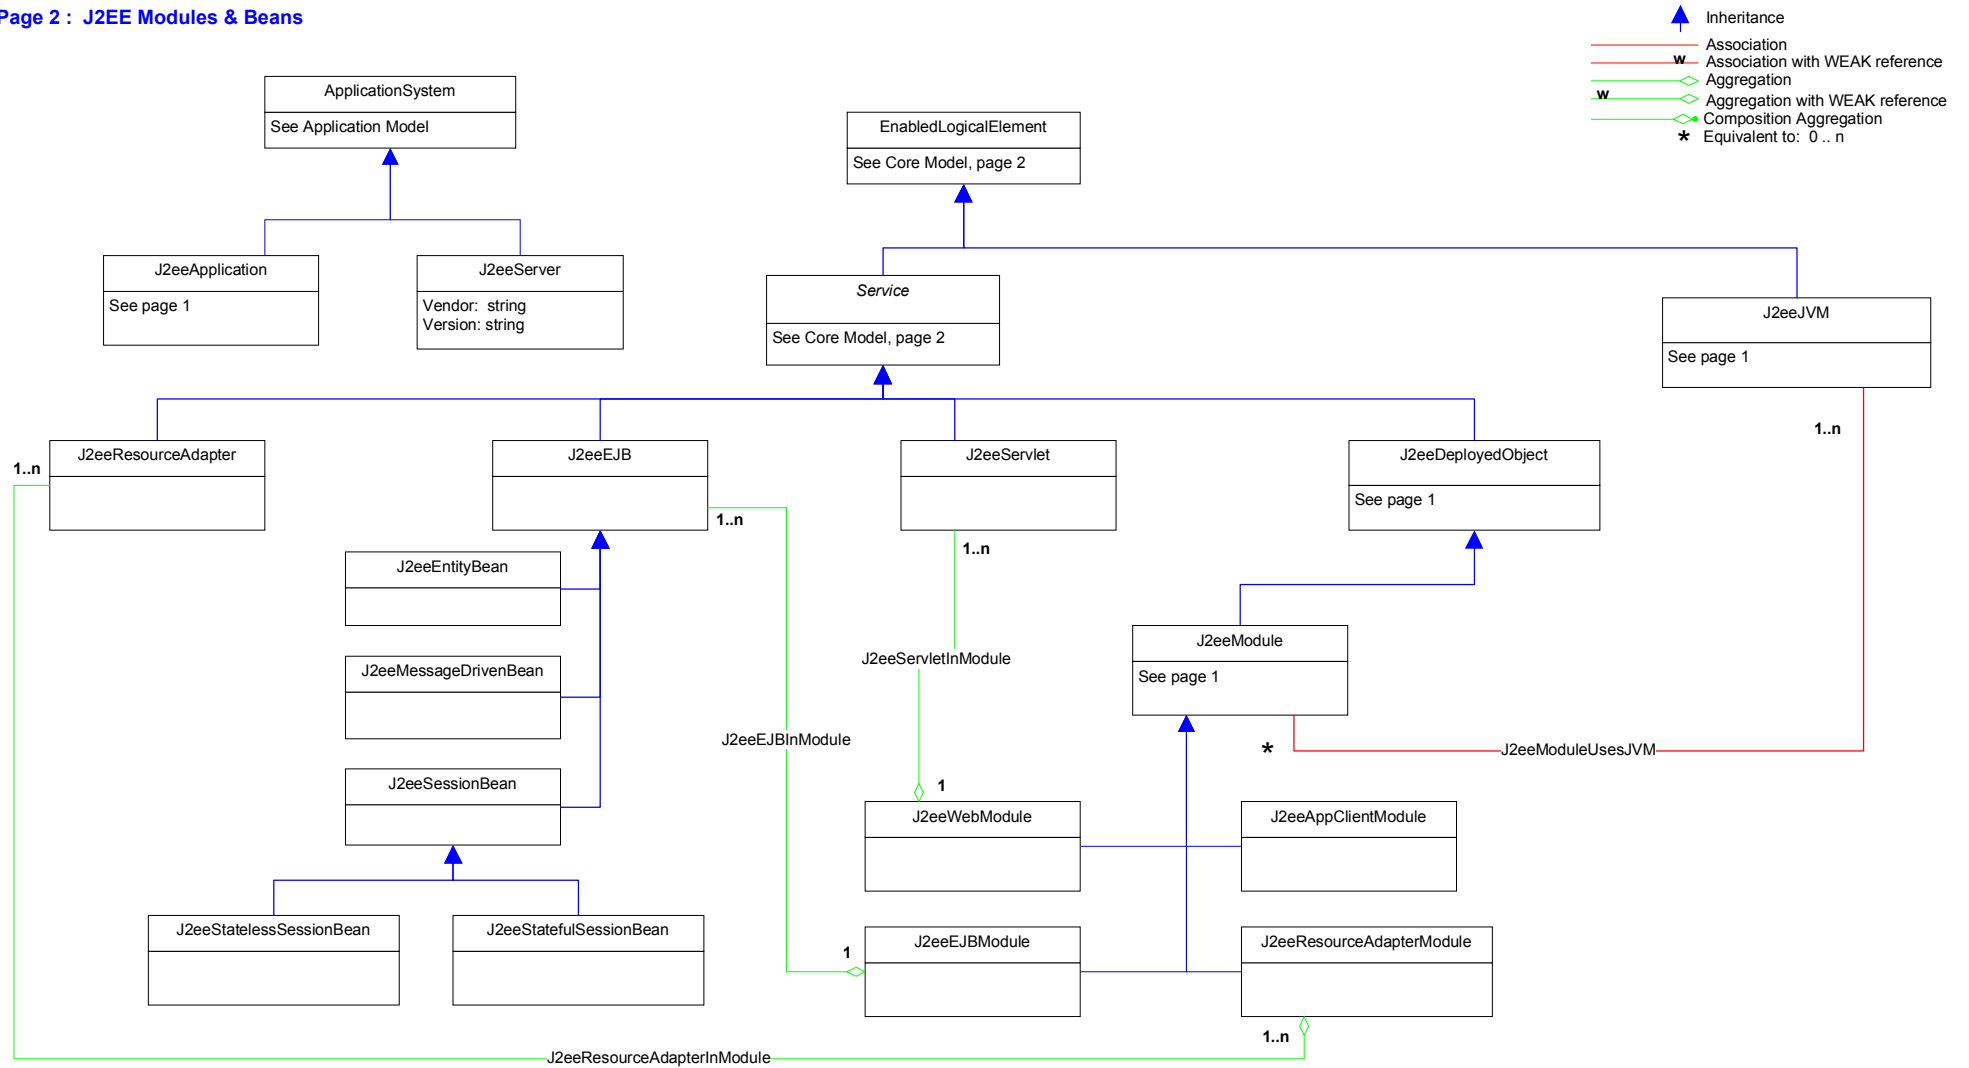 Page 2 :  J2EE Modules & Beans
Inheritance
Association
w
Association with WEAK reference
Aggregation
w
Aggregation with WEAK reference
Composition Aggregation
* Equivalent to:  0 .. n
ApplicationSystem
See Application Model
EnabledLogicalElement
See Core Model, page 2
J2eeApplication
See page 1
J2eeServer
Vendor:  string
Version: string
Service
See Core Model, page 2
J2eeJVM
See page 1
1..n
J2eeResourceAdapter
1..n
J2eeEJB
1..n
J2eeServlet
1..n
J2eeDeployedObject
See page 1
J2eeEntityBean
J2eeMessageDrivenBean
J2eeSessionBean
J2eeServletInModule
J2eeModule
See page 1
J2eeEJBInModule
*
J2eeModuleUsesJVM
1
J2eeWebModule
J2eeAppClientModule
J2eeStatelessSessionBean
J2eeStatefulSessionBean
1
J2eeEJBModule
J2eeResourceAdapterModule
1..n
J2eeResourceAdapterInModule